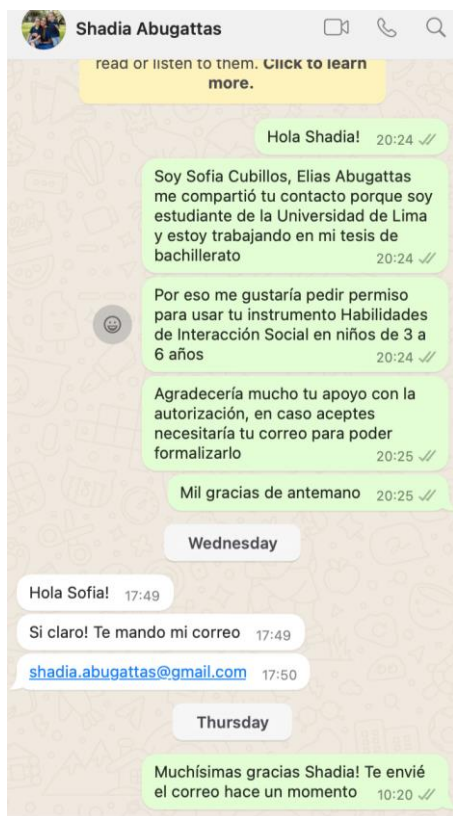 Shadia Abugattas
read or listen to them. Click to learn
more.
Hola Shadia! 20:24
Soy Sofia Cubillos, Elias Abugattas
me compartió tu contacto porque soy
estudiante de la Universidad de Lima
y estoy trabajando en mi tesis de
bachillerato
20:24
Por eso me gustaría pedir permiso
para usar tu instrumento Habilidades
de Interacción Social en niños de 3 a
6 años
20:24
Agradecería mucho tu apoyo con la
autorización, en caso aceptes
necesitaría tu correo para poder
formalizarlo
20:25
Mil gracias de antemano 20:25
Wednesday
Hola Sofia! 17:49
Si claro! Te mando mi correo 17:49
shadia.abugattas@gmail.com 17:50
Thursday
Muchísimas gracias Shadia! Te envié
el correo hace un momento 10:20